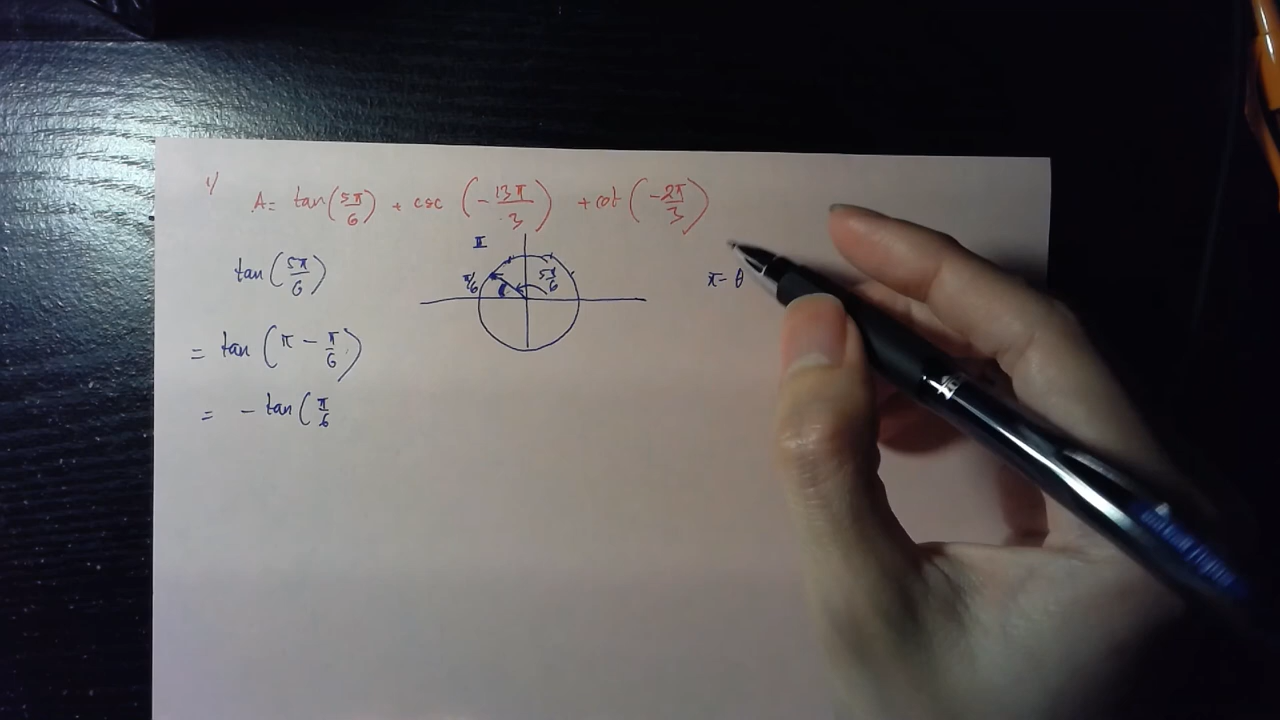 1/ A = tan(5π/6) + csc(-13π/3) + cot(-2π/3)
II
tan(5π/6)
π/6 5π/6
π - θ
= tan(π - π/6)
= - tan(π/6